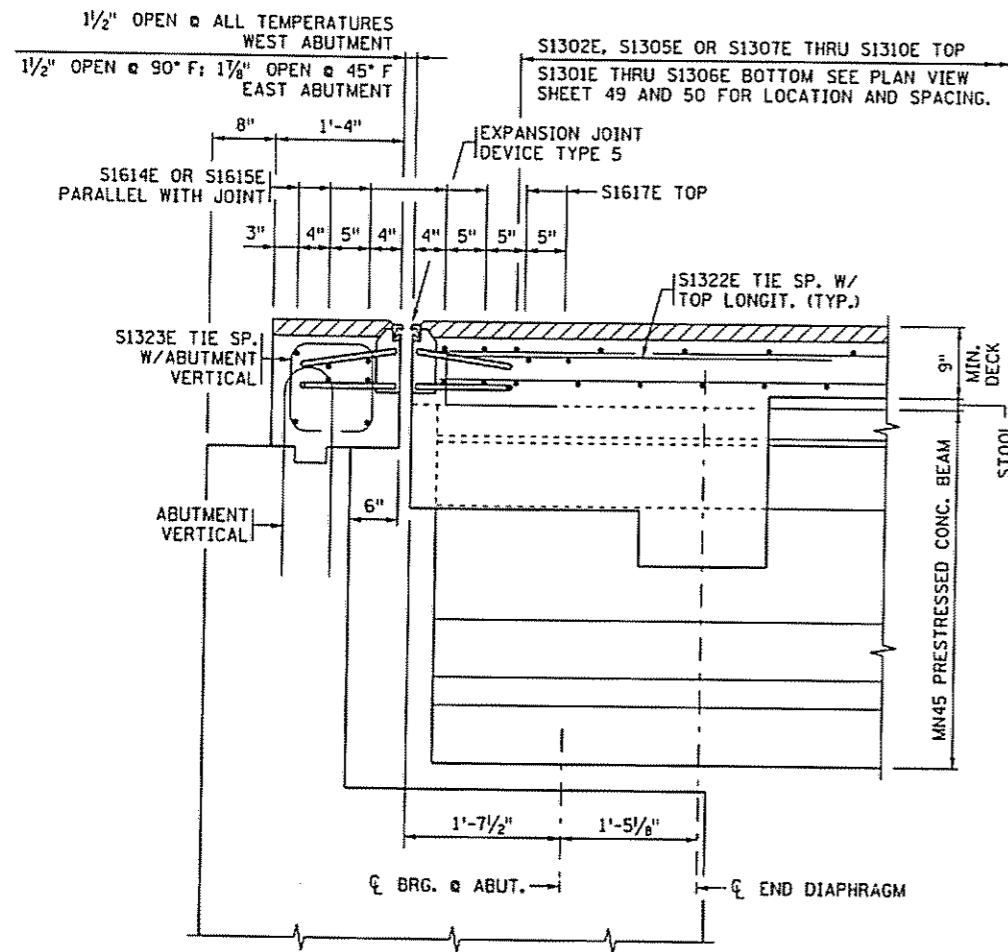 1½" OPEN @ ALL TEMPERATURES
WEST ABUTMENT
1½" OPEN @ 90° F; 1⅞" OPEN @ 45° F
EAST ABUTMENT
S1302E, S1305E OR S1307E THRU S1310E TOP
S1301E THRU S1306E BOTTOM SEE PLAN VIEW
SHEET 49 AND 50 FOR LOCATION AND SPACING.
8"
1'-4"
EXPANSION JOINT
DEVICE TYPE 5
S1614E OR S1615E
PARALLEL WITH JOINT
S1617E TOP
3"
4"
5"
4"
4"
5"
5"
5"
S1322E TIE SP. W/
TOP LONGIT. (TYP.)
S1323E TIE SP.
W/ABUTMENT
VERTICAL
9"
MIN.
DECK
STOOL
6"
ABUTMENT
VERTICAL
MN45 PRESTRESSED CONC. BEAM
1'-7½"
1'-5⅛"
℄ BRG. @ ABUT.
℄ END DIAPHRAGM